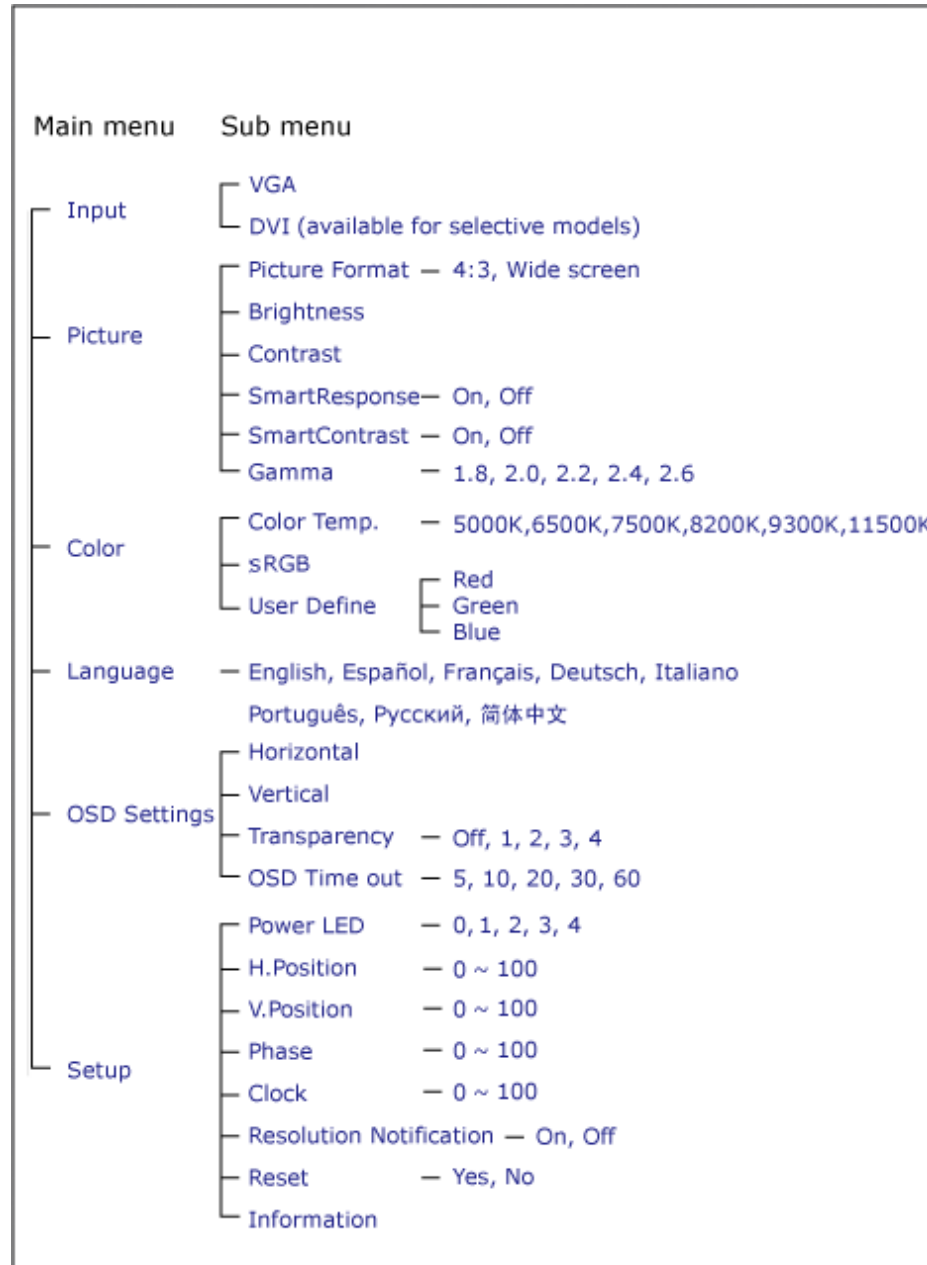 Main menu Sub menu
VGA
Input
DVI (available for selective models)
Picture Format — 4:3, Wide screen
Brightness
Picture
Contrast
SmartResponse— On, Off
SmartContrast — On, Off
Gamma — 1.8, 2.0, 2.2, 2.4, 2.6
Color Temp. — 5000K,6500K,7500K,8200K,9300K,11500K
Color
sRGB
Red
User Define Green
Blue
Language — English, Español, Français, Deutsch, Italiano
Português, Русский, 简体中文
Horizontal
Vertical
OSD Settings
Transparency — Off, 1, 2, 3, 4
OSD Time out — 5, 10, 20, 30, 60
Power LED — 0, 1, 2, 3, 4
H.Position — 0 ~ 100
V.Position — 0 ~ 100
Phase — 0 ~ 100
Setup
Clock — 0 ~ 100
Resolution Notification — On, Off
Reset — Yes, No
Information